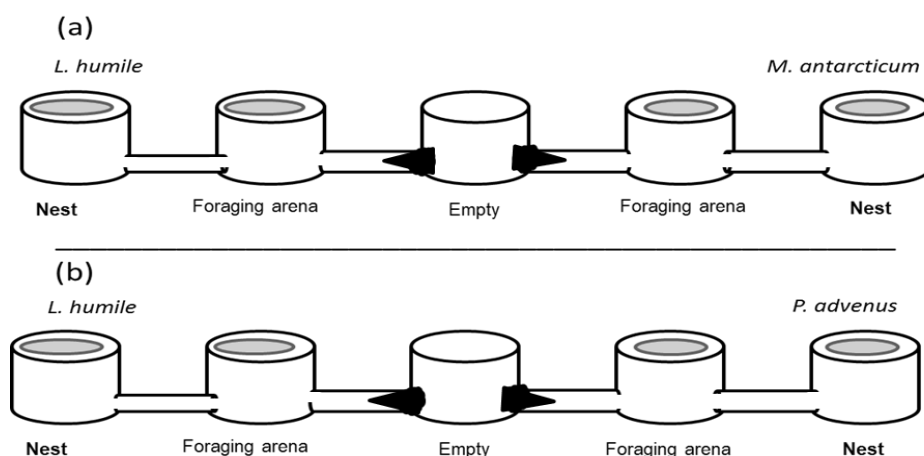 (a)
L. humile M. antarcticum
Nest Foraging arena Empty Foraging arena Nest
(b)
L. humile P. advenus
Nest Foraging arena Empty Foraging arena Nest